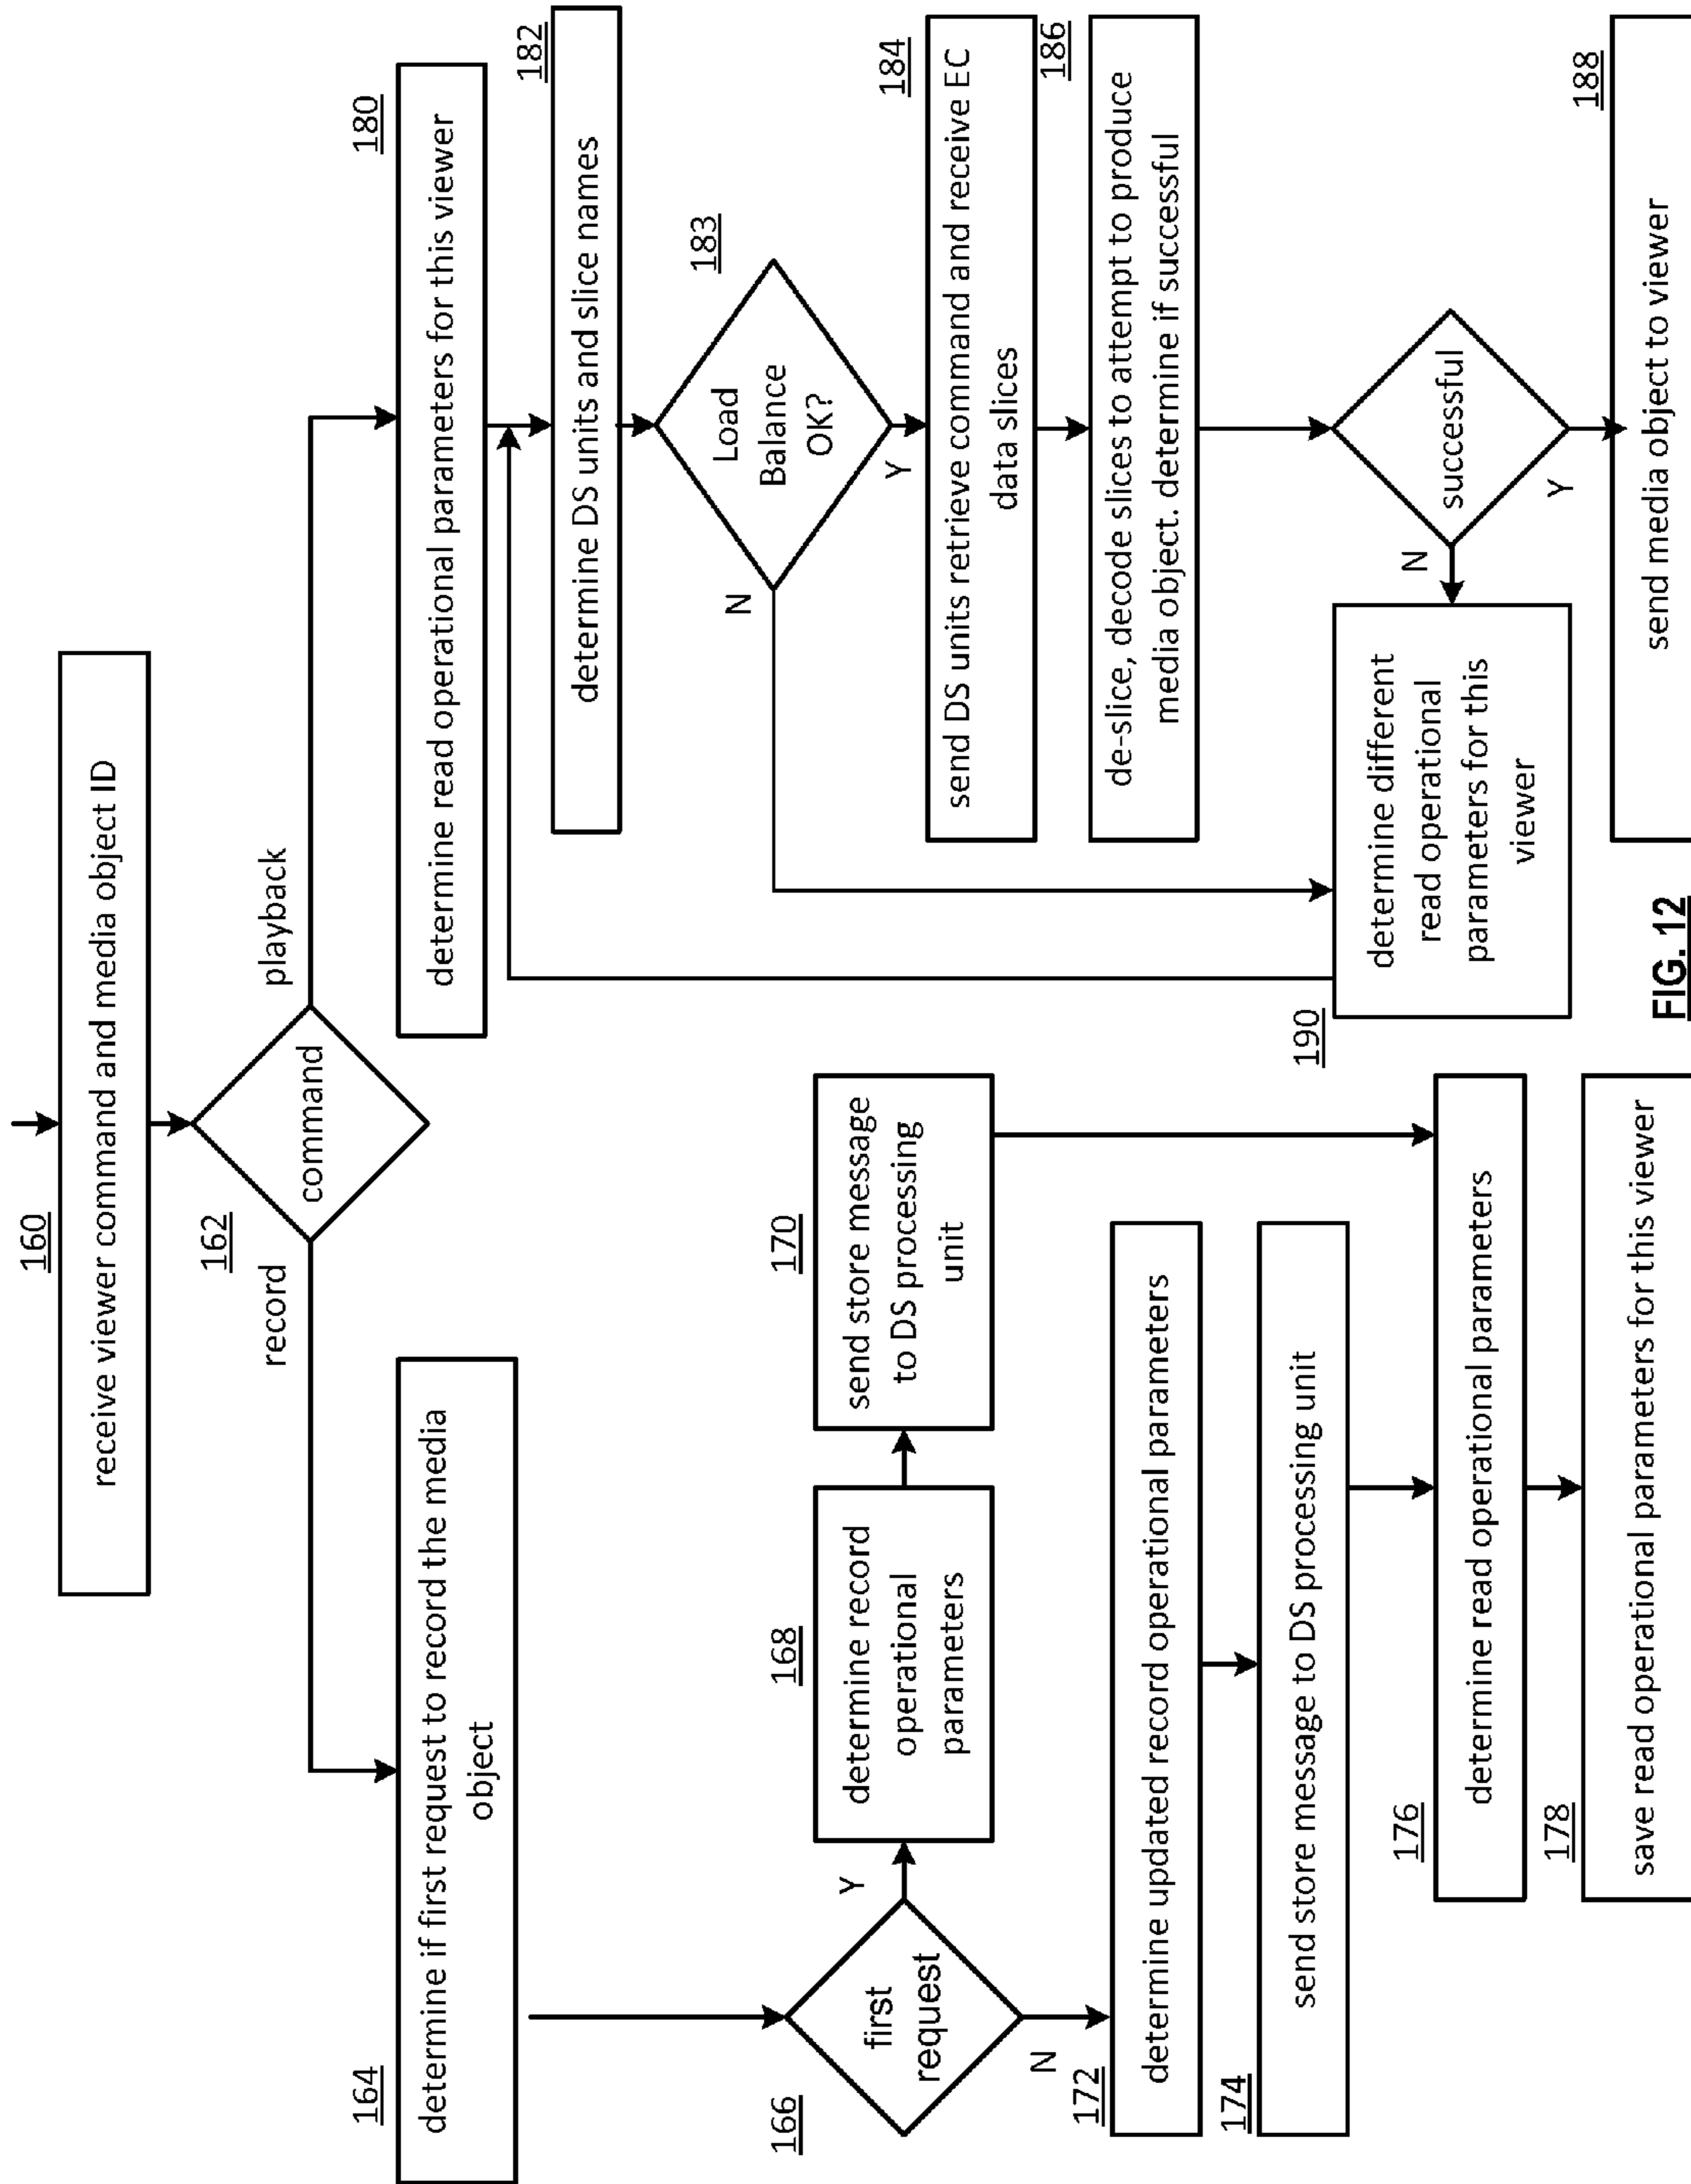 160
receive viewer command and media object ID
162
command
record
playback
164
determine if first request to record the media
object
166
first
request
Y
N
168
determine record
operational
parameters
170
send store message
to DS processing
unit
172
determine updated record operational parameters
174
send store message to DS processing unit
176
determine read operational parameters
178
save read operational parameters for this viewer
180
determine read operational parameters for this viewer
182
determine DS units and slice names
183
Load
Balance
OK?
N
Y
184
send DS units retrieve command and receive EC
data slices
186
de-slice, decode slices to attempt to produce
media object. determine if successful
successful
N
Y
190
determine different
read operational
parameters for this
viewer
188
send media object to viewer
FIG. 12